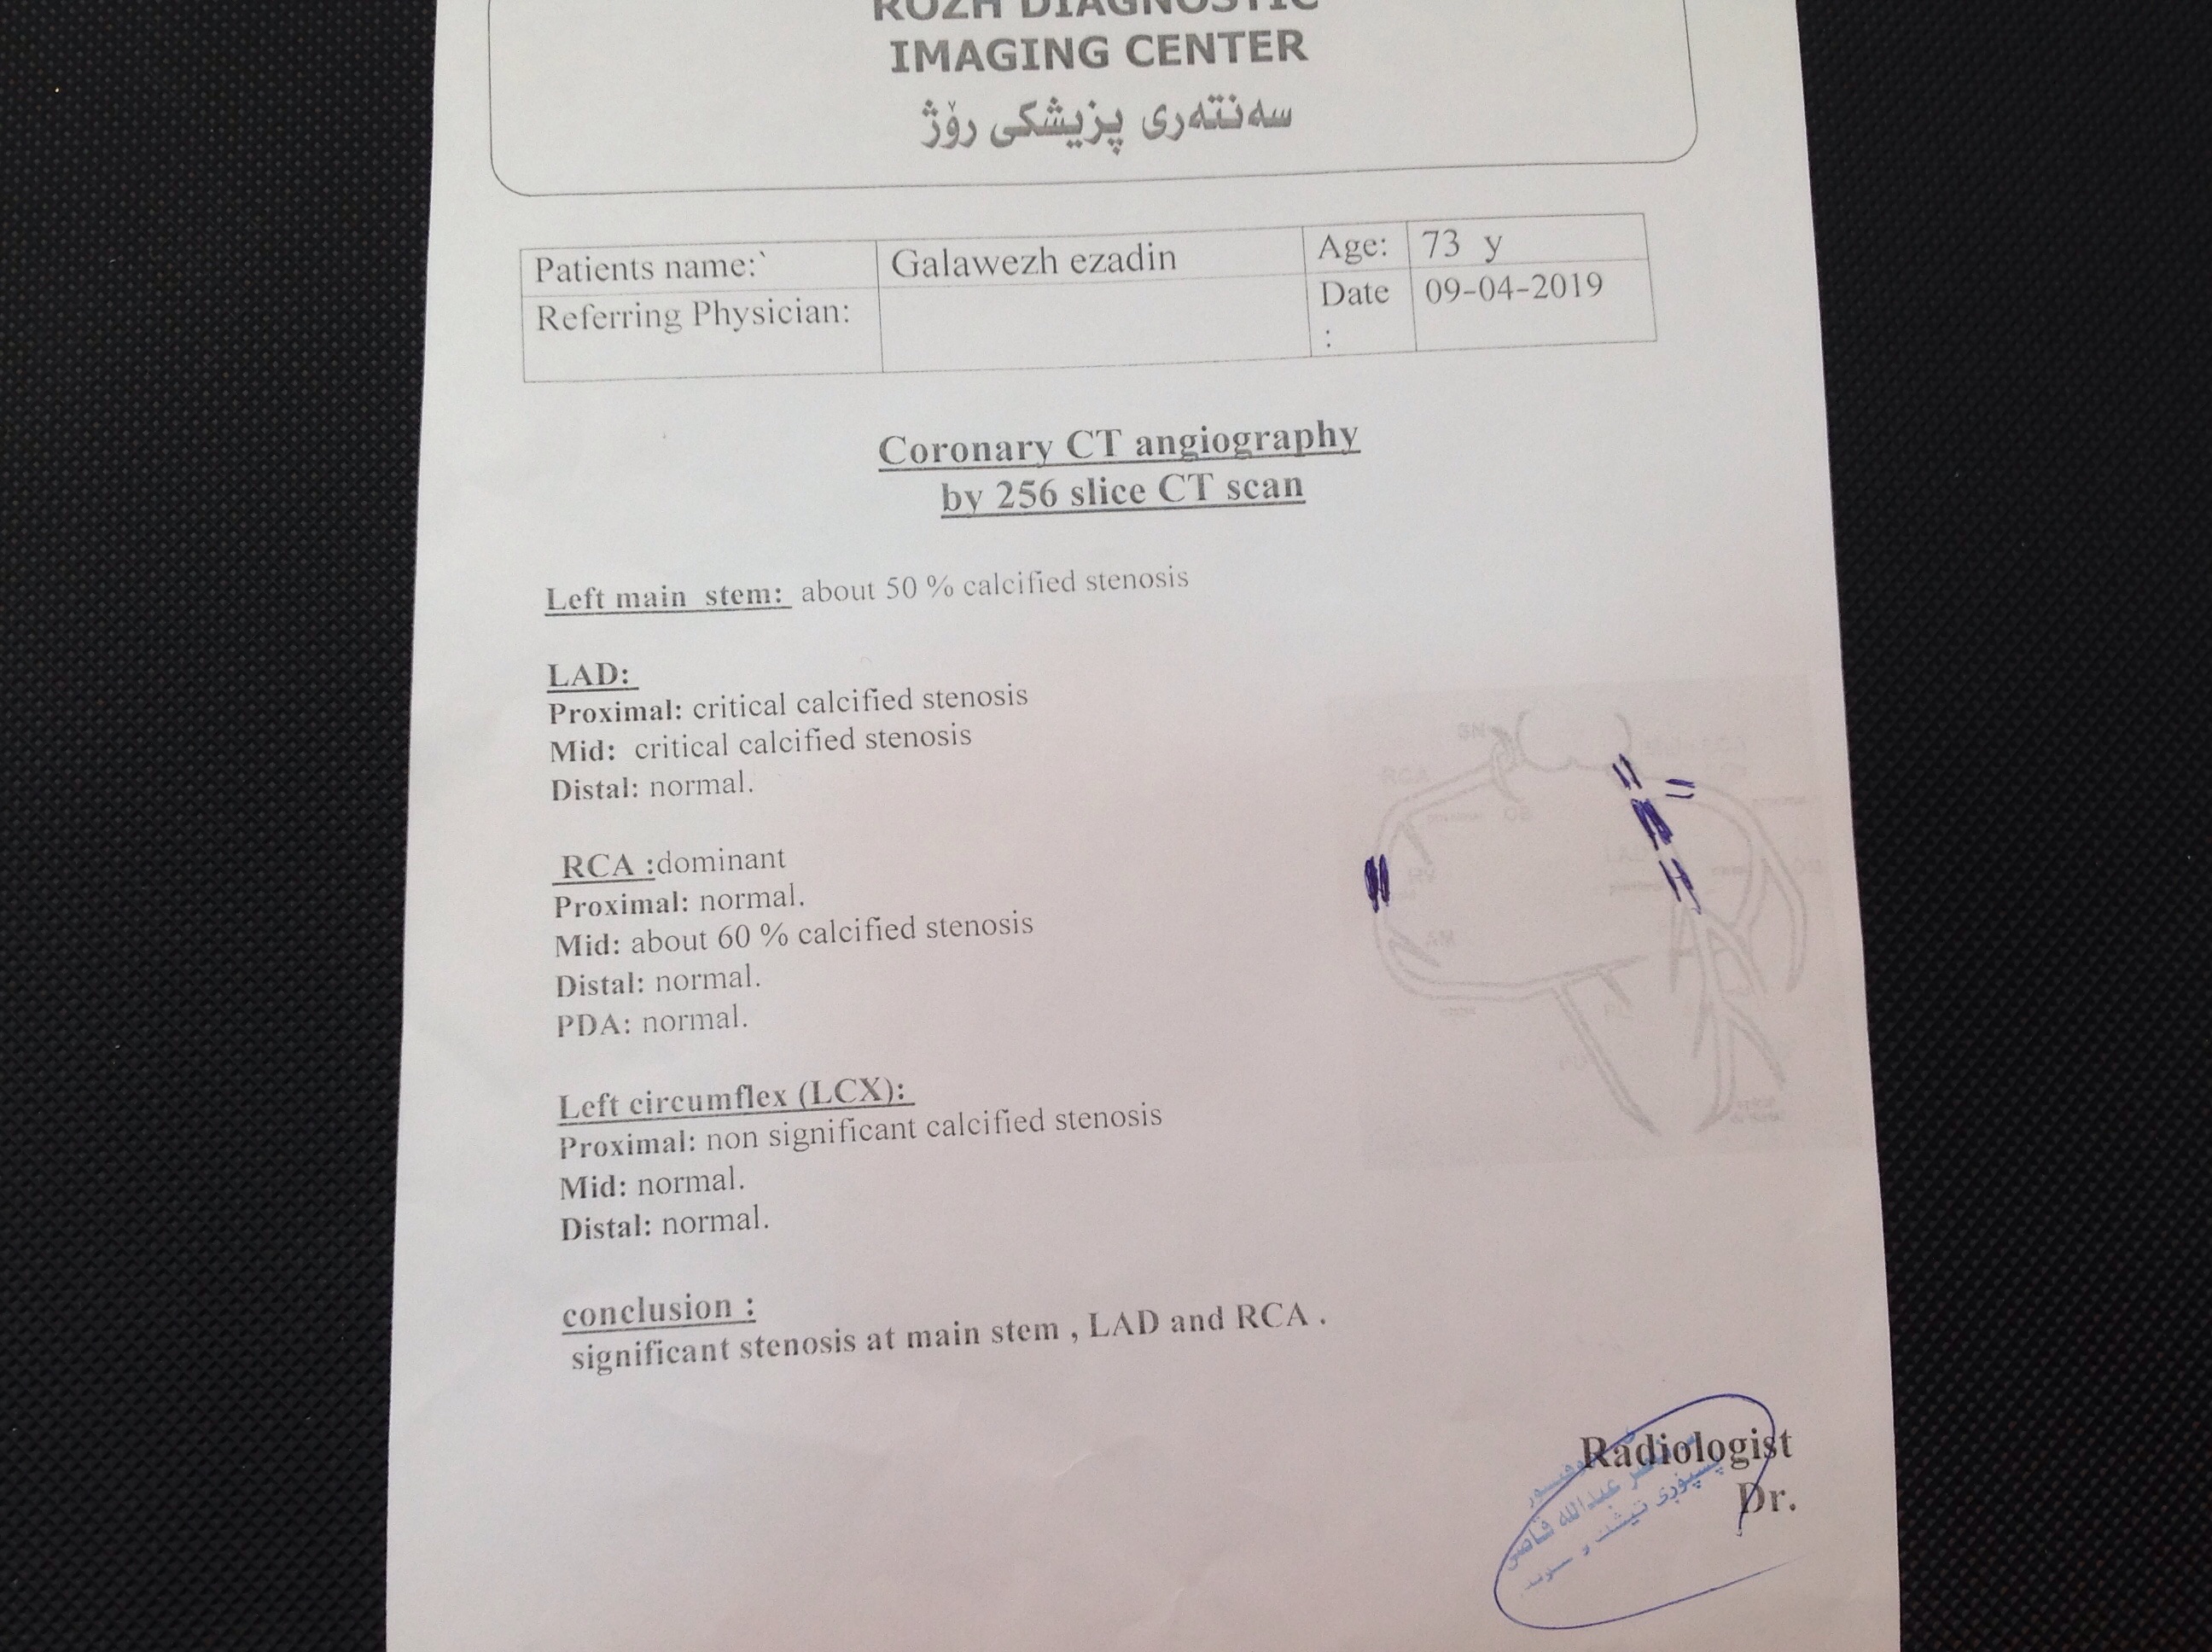 ROZH DIAGNOSTIC
IMAGING CENTER
سەنتەری پزیشکی رۆژ
Patients name:` Galawezh ezadin Age: 73 y
Referring Physician: Date : 09-04-2019
Coronary CT angiography
by 256 slice CT scan
Left main stem: about 50 % calcified stenosis
LAD:
Proximal: critical calcified stenosis
Mid: critical calcified stenosis
Distal: normal.
RCA :dominant
Proximal: normal.
Mid: about 60 % calcified stenosis
Distal: normal.
PDA: normal.
Left circumflex (LCX):
Proximal: non significant calcified stenosis
Mid: normal.
Distal: normal.
conclusion :
significant stenosis at main stem , LAD and RCA .
RCA
Radiologist
Dr.
عبدالله